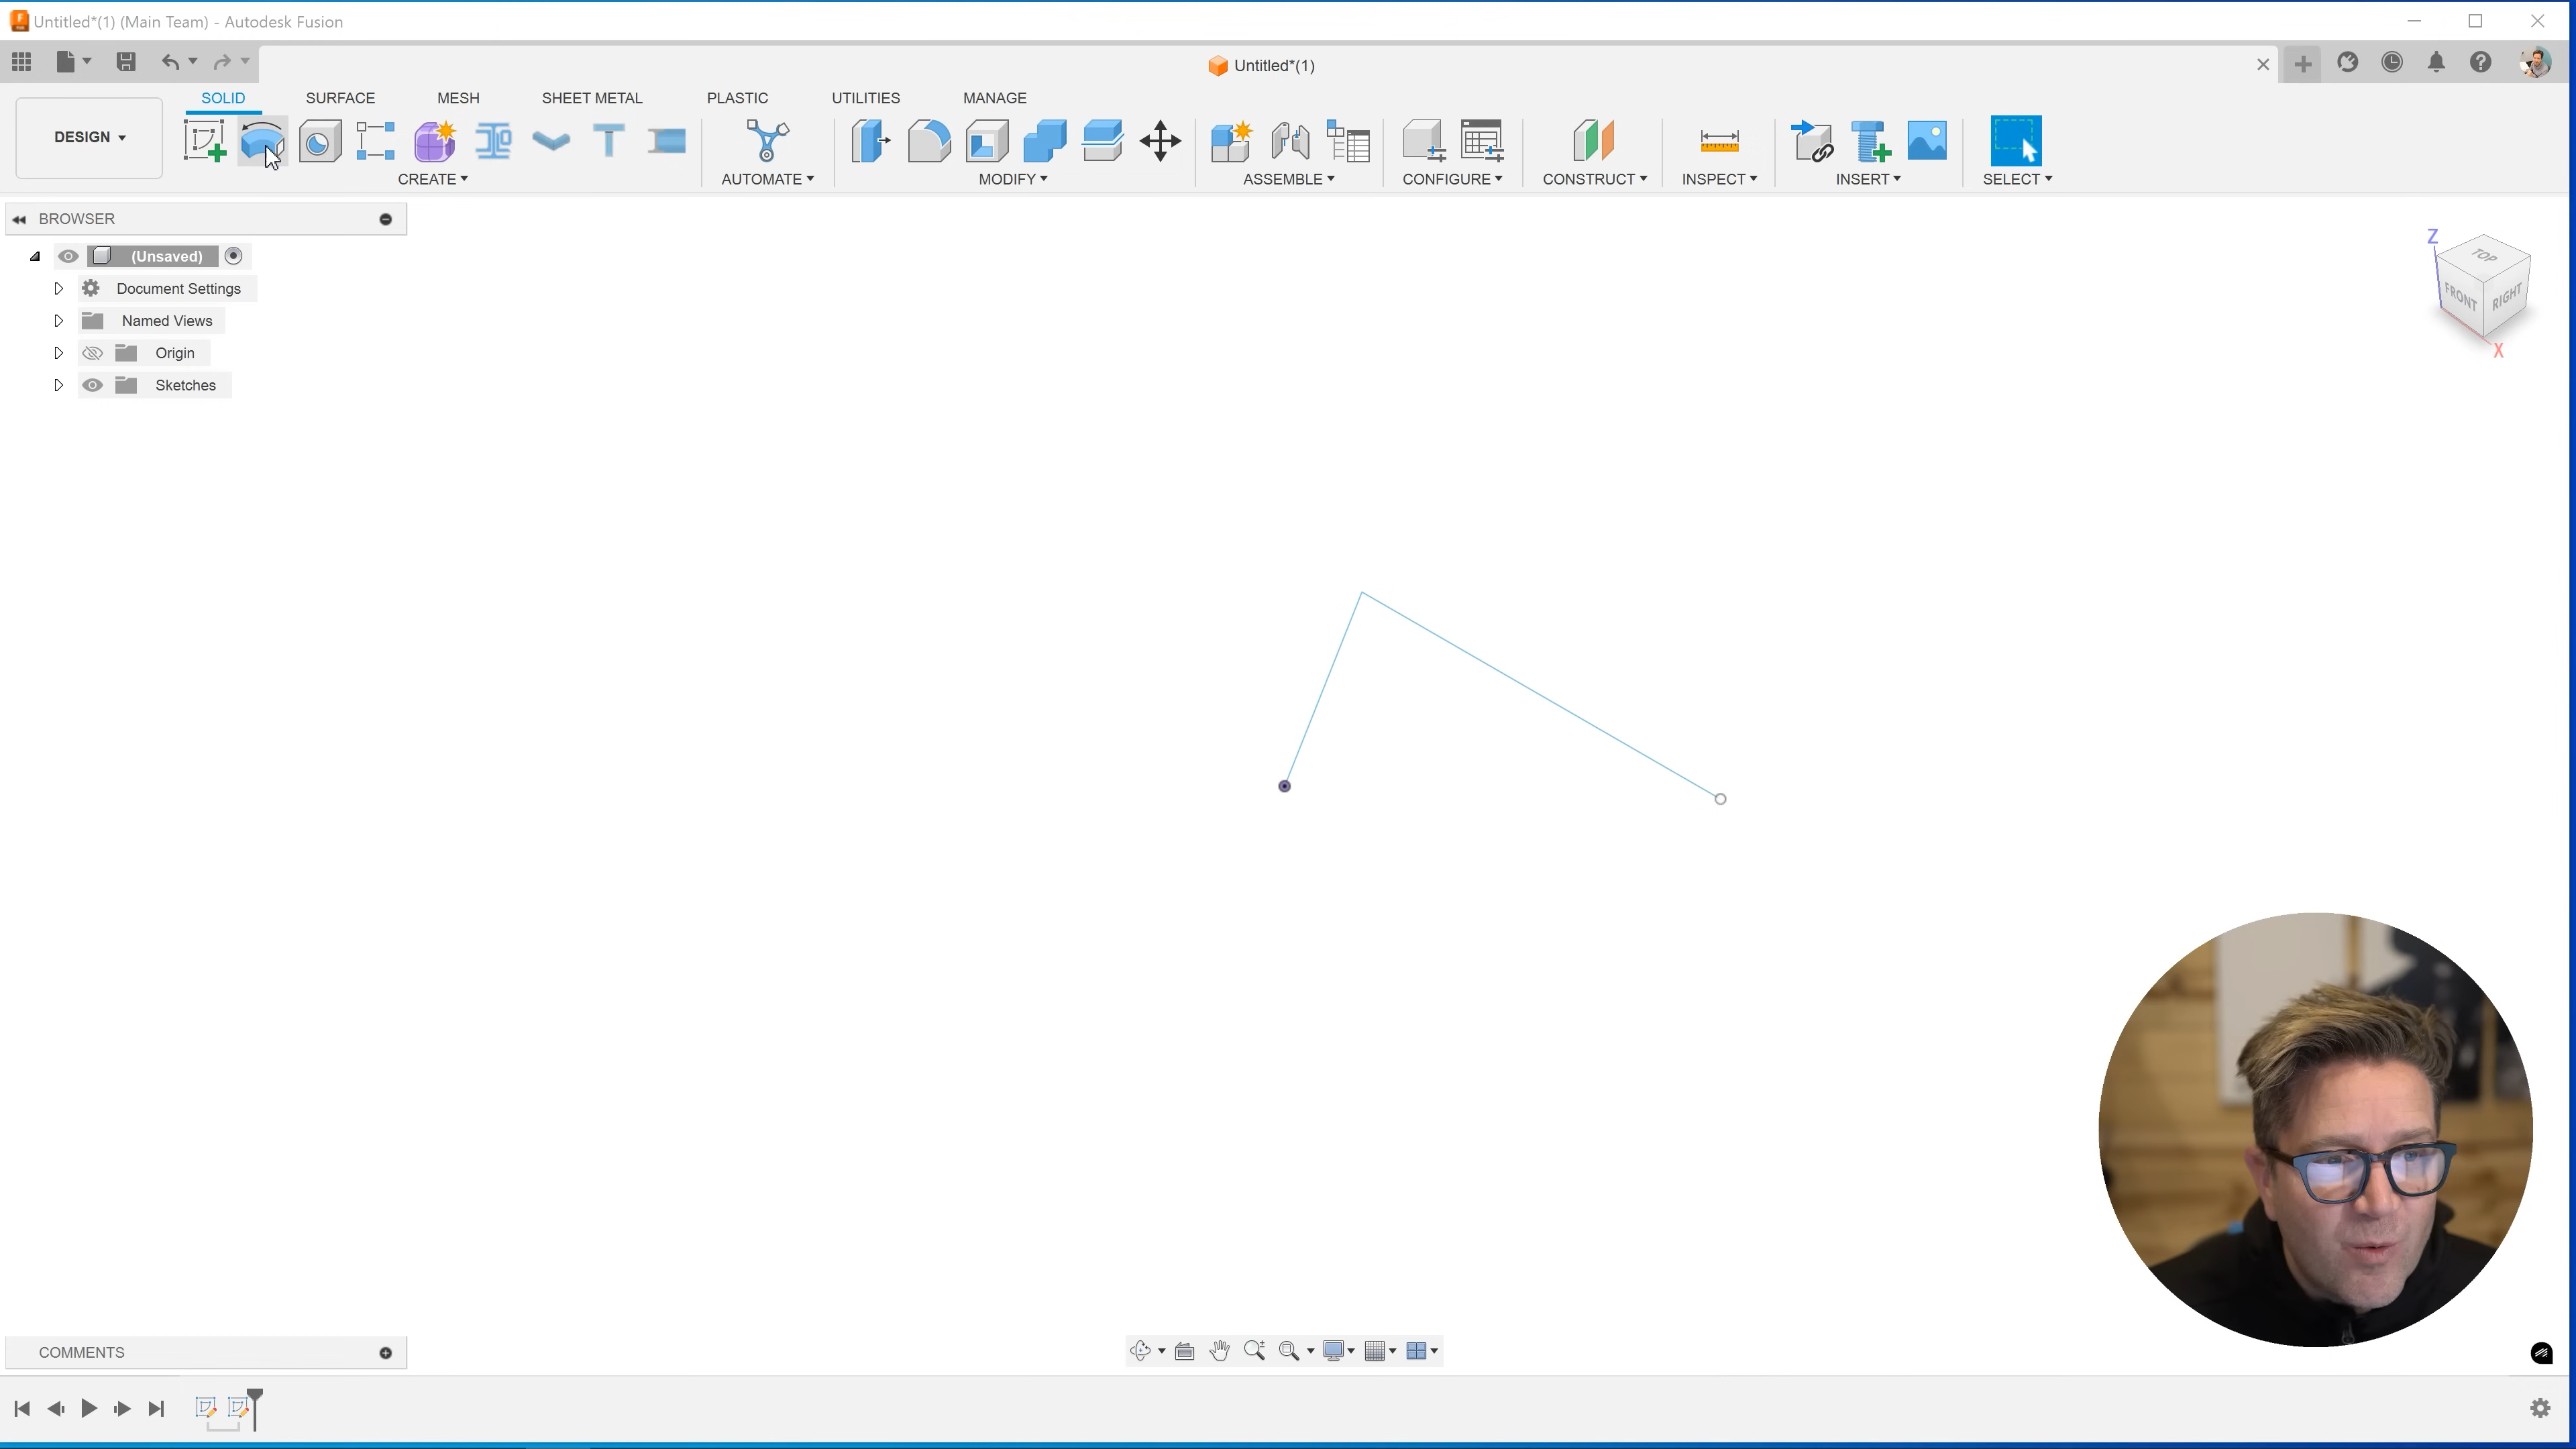 Untitled*(1) (Main Team) - Autodesk Fusion
Untitled*(1)
SOLID SURFACE MESH SHEET METAL PLASTIC UTILITIES MANAGE
DESIGN
CREATE AUTOMATE MODIFY ASSEMBLE CONFIGURE CONSTRUCT INSPECT INSERT SELECT
BROWSER
(Unsaved)
Document Settings
Named Views
Origin
Sketches
Z
TOP
FRONT RIGHT
X
COMMENTS